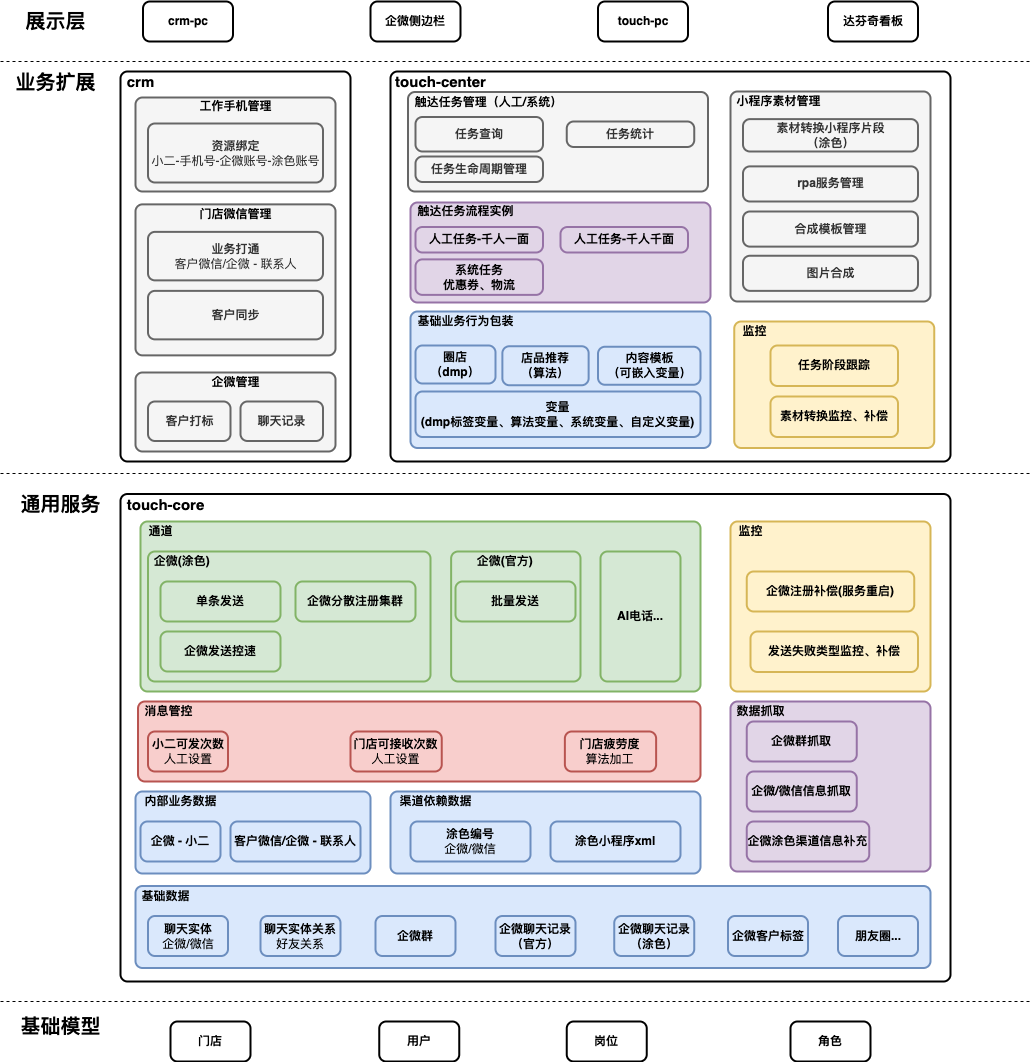 展示层
crm-pc
企微侧边栏
touch-pc
达芬奇看板
业务扩展
crm
工作手机管理
资源绑定
小二-手机号-企微账号-涂色账号
门店微信管理
业务打通
客户微信/企微 - 联系人
客户同步
企微管理
客户打标
聊天记录
touch-center
触达任务管理（人工/系统）
任务查询
任务统计
任务生命周期管理
触达任务流程实例
人工任务-千人一面
人工任务-千人千面
系统任务
优惠券、物流
基础业务行为包装
圈店
（dmp）
店品推荐
（算法）
内容模板
（可嵌入变量）
变量
(dmp标签变量、算法变量、系统变量、自定义变量)
小程序素材管理
素材转换小程序片段
（涂色）
rpa服务管理
合成模板管理
图片合成
监控
任务阶段跟踪
素材转换监控、补偿
通用服务
touch-core
通道
企微(涂色)
单条发送
企微分散注册集群
企微发送控速
企微(官方)
批量发送
AI电话...
监控
企微注册补偿(服务重启)
发送失败类型监控、补偿
消息管控
小二可发次数
人工设置
门店可接收次数
人工设置
门店疲劳度
算法加工
数据抓取
企微群抓取
企微/微信信息抓取
企微涂色渠道信息补充
内部业务数据
企微 - 小二
客户微信/企微 - 联系人
渠道依赖数据
涂色编号
企微/微信
涂色小程序xml
基础数据
聊天实体
企微/微信
聊天实体关系
好友关系
企微群
企微聊天记录
（官方）
企微聊天记录
（涂色）
企微客户标签
朋友圈...
基础模型
门店
用户
岗位
角色